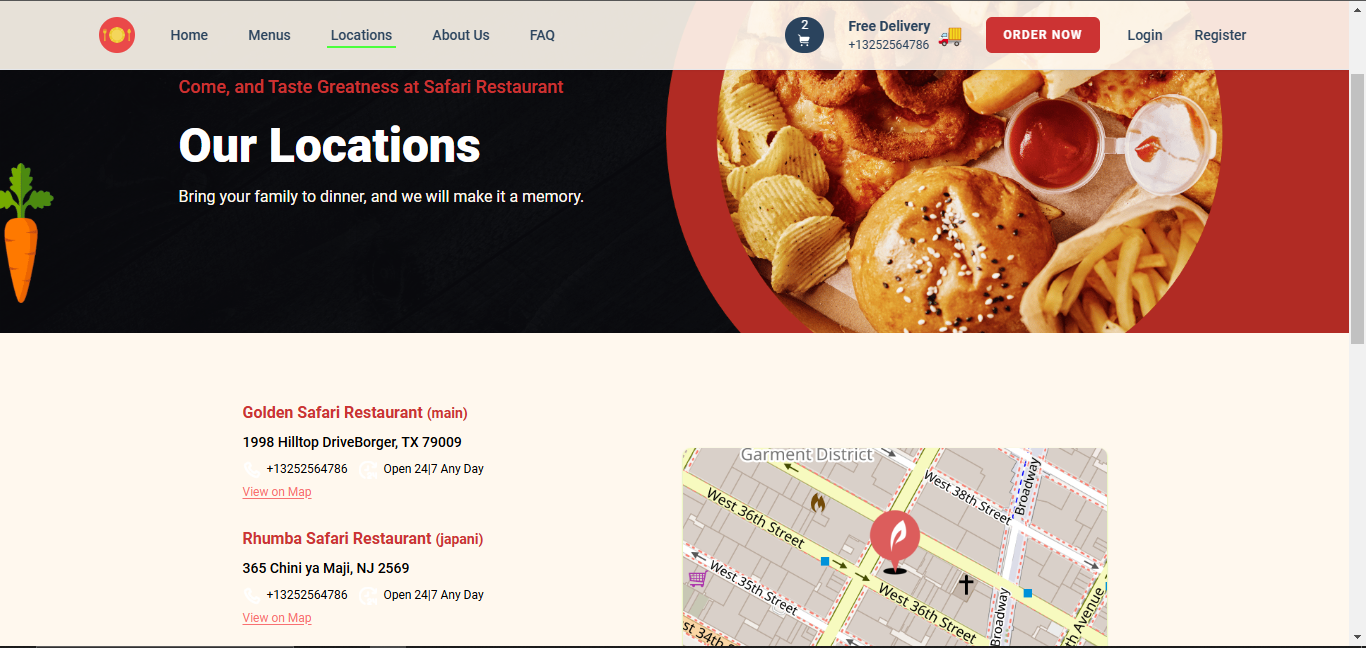 Home Menus Locations About Us FAQ
2
Free Delivery
+13252564786
ORDER NOW
Login Register
Come, and Taste Greatness at Safari Restaurant
Our Locations
Bring your family to dinner, and we will make it a memory.
Golden Safari Restaurant (main)
1998 Hilltop DriveBorger, TX 79009
+13252564786 Open 24|7 Any Day
View on Map
Rhumba Safari Restaurant (japani)
365 Chini ya Maji, NJ 2569
+13252564786 Open 24|7 Any Day
View on Map
Garment District
West 38th Street
Broadway
West 36th Street
West 35th Street
West 36th Street
Broadway
th Avenue
st 34th